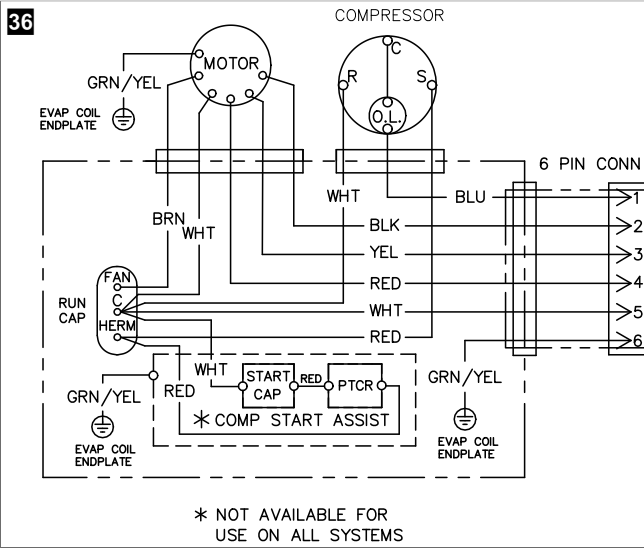 36
COMPRESSOR
MOTOR
C
R
S
O.L.
GRN/YEL
EVAP COIL
ENDPLATE
6 PIN CONN
WHT
BLU
1
BRN
WHT
BLK
2
YEL
3
FAN
RED
4
RUN
CAP
C
WHT
5
HERM
RED
6
WHT
START
CAP
RED
PTCR
GRN/YEL
RED
GRN/YEL
* COMP START ASSIST
EVAP COIL
ENDPLATE
EVAP COIL
ENDPLATE
* NOT AVAILABLE FOR
USE ON ALL SYSTEMS